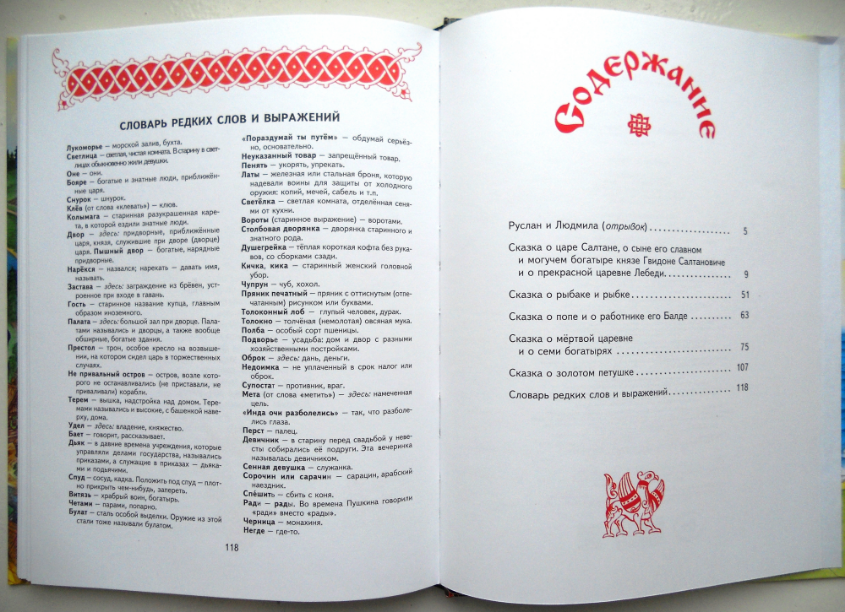 СЛОВАРЬ РЕДКИХ СЛОВ И ВЫРАЖЕНИЙ
Лукоморье – морской залив, бухта.
Светлица – светлая, чистая комната. В старину в свет-
лицах обыкновенно жили девушки.
Оне – они.
Бояре – богатые и знатные люди, приближён-
ные царя.
Снурок – шнурок.
Клёв (от слова «клевать») – клюв.
Колымага – старинная разукрашенная каре-
та, в которой ездили знатные люди.
Двор – здесь: придворные, приближённые
царя, князя, служившие при дворе (дворце)
царя. Пышный двор – богатые, нарядные
придворные.
Нарёкся – назвался; нарекать – давать имя,
называть.
Застава – здесь: заграждение из брёвен, уст-
роенное при входе в гавань.
Гость – старинное название купца, главным
образом иноземного.
Палата – здесь: большой зал при дворце. Пала-
тами назывались и дворцы, а также вообще
обширные, богатые здания.
Престол – трон, особое кресло на возвыше-
нии, на котором сидел царь в торжественных
случаях.
Не привальный остров – остров, возле кото-
рого не останавливались (не приставали, не
приваливали) корабли.
Терем – вышка, надстройка над домом. Тере-
мами назывались и высокие, с башенкой навер-
ху, дома.
Удел – здесь: владение, княжество.
Бает – говорит, рассказывает.
Дьяк – в давние времена учреждения, которые
управляли делами государства, назывались
приказами, а служащие в приказах – дьяка-
ми и подьячими.
Спуд – сосуд, кадка. Положить под спуд – плот-
но прикрыть чем-нибудь, запереть.
Витязь – храбрый воин, богатырь.
Четами – парами, попарно.
Булат – сталь особой выделки. Оружие из этой
стали тоже называли булатом.
«Пораздумай ты путём» – обдумай серьёз-
но, основательно.
Неуказанный товар – запрещённый товар.
Пенять – укорять, упрекать.
Латы – железная или стальная броня, которую
надевали воины для защиты от холодного
оружия: копий, мечей, сабель и т.п.
Светёлка – светлая комната, отделённая сен-
ями от кухни.
Вороты (старинное выражение) – воротами.
Столбовая дворянка – дворянка старинного
и знатного рода.
Душегрейка – тёплая короткая кофта без рука-
вов, со сборками сзади.
Кичка, кика – старинный женский головной
убор.
Чупрун – чуб, хохол.
Пряник печатный – пряник с оттиснутым (отпе-
чатанным) рисунком или буквами.
Толоконный лоб – глупый человек, дурак.
Толокно – толчёная (немолотая) овсяная мука.
Полба – особый сорт пшеницы.
Подворье – усадьба: дом и двор с разными
хозяйственными постройками.
Оброк – здесь: дань, деньги.
Недоимка – не уплаченный в срок налог или
оброк.
Супостат – противник, враг.
Мета (от слова «метить») – здесь: намеченная
цель.
«Инда очи разболелись» – так, что разболе-
лись глаза.
Перст – палец.
Девичник – в старину перед свадьбой у неве-
сты собирались её подруги. Эта вечеринка
называлась девичником.
Сенная девушка – служанка.
Сорочин или сарачин – сарацин, арабский
наездник.
Спешить – сбить с коня.
Ради – рады. Во времена Пушкина говорили
«ради» вместо «рады».
Черница – монахиня.
Негде – где-то.
118
Содержание
Руслан и Людмила (отрывок) 5
Сказка о царе Салтане, о сыне его славном
и могучем богатыре князе Гвидоне Салтановиче
и о прекрасной царевне Лебеди 9
Сказка о рыбаке и рыбке 51
Сказка о попе и о работнике его Балде 63
Сказка о мёртвой царевне
и о семи богатырях 75
Сказка о золотом петушке 107
Словарь редких слов и выражений 118